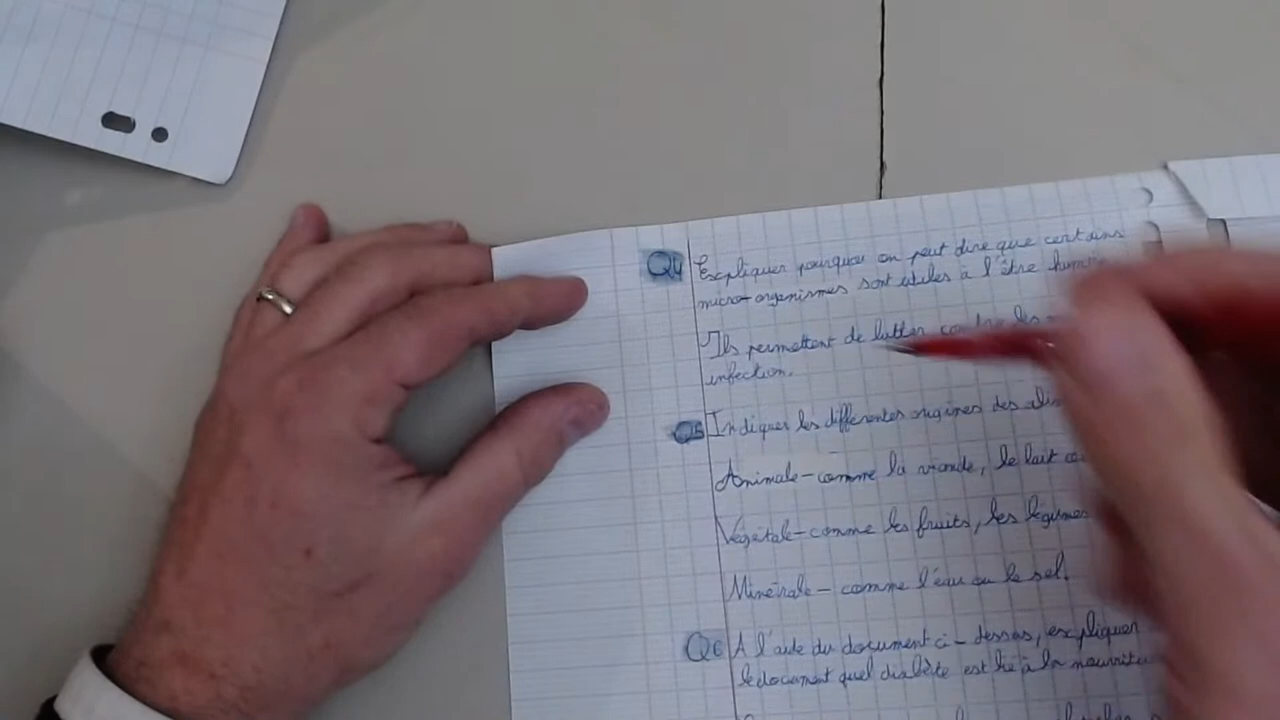 Q4 Expliquer pourquoi on peut dire que certains
micro-organismes sont utiles à l'être
Ils permettent de lutter contre les
infection.
Q5 Indiquer les différentes origines des
Animale - comme la viande, le lait
Végétale - comme les fruits, les légumes
Minérale - comme l'eau ou le sel.
Q6 A l'aide du document ci-dessus, expliquer
le document quel diabète est lié à la